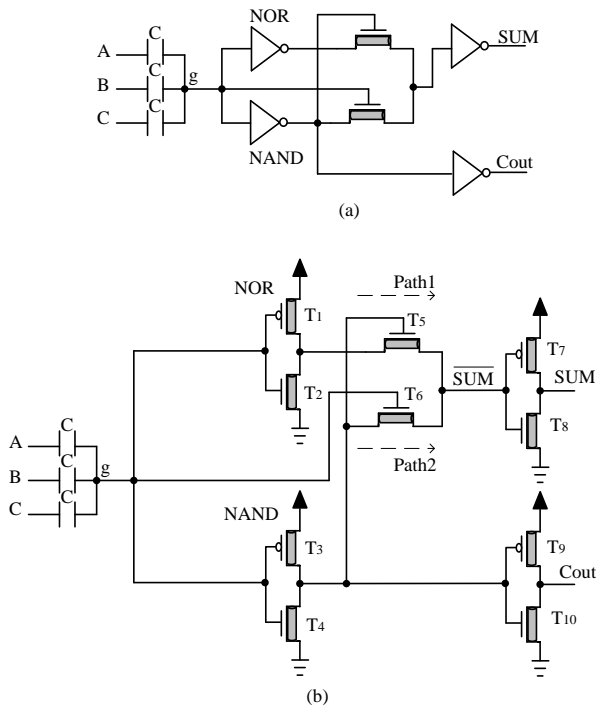 NOR
SUM
C
A
C
g
B
C
C
NAND
Cout
(a)
NOR
Path1
T1
T5
T7
SUM
SUM
T2
T6
T8
C
A
C
g
B
C
C
Path2
NAND
T3
T9
Cout
T4
T10
(b)